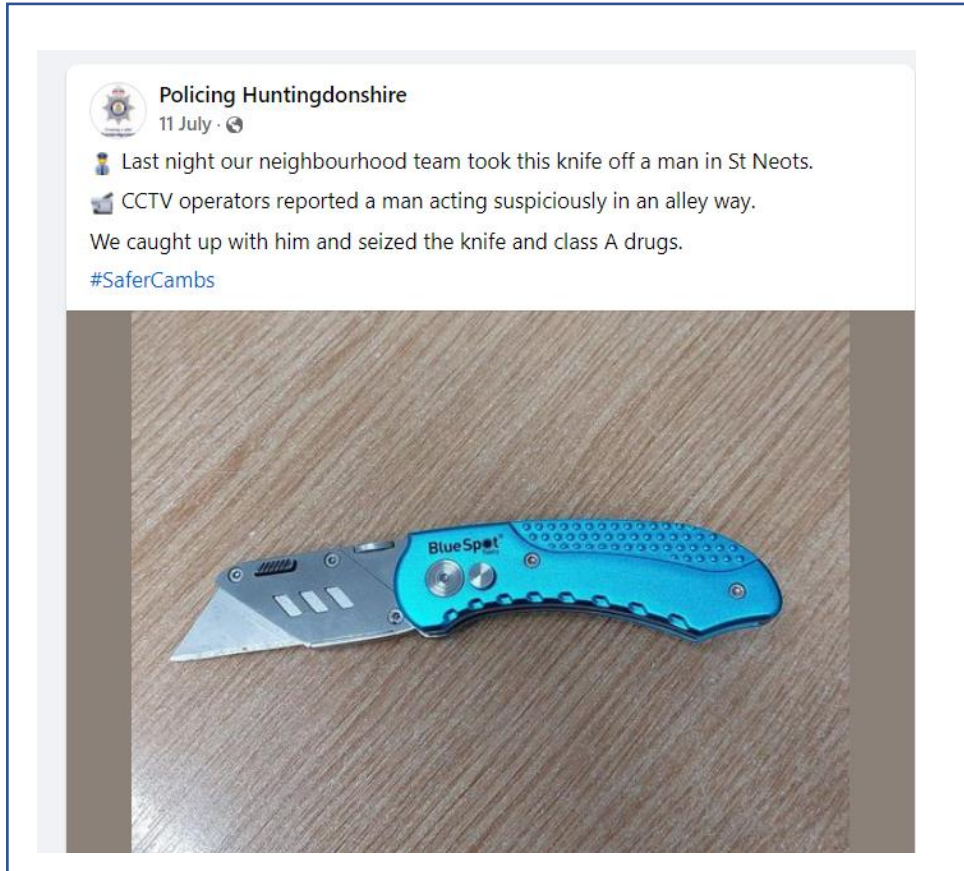 Policing Huntingdonshire
11 July ·
Last night our neighbourhood team took this knife off a man in St Neots.
CCTV operators reported a man acting suspiciously in an alley way.
We caught up with him and seized the knife and class A drugs.
#SaferCambs
BlueSpot